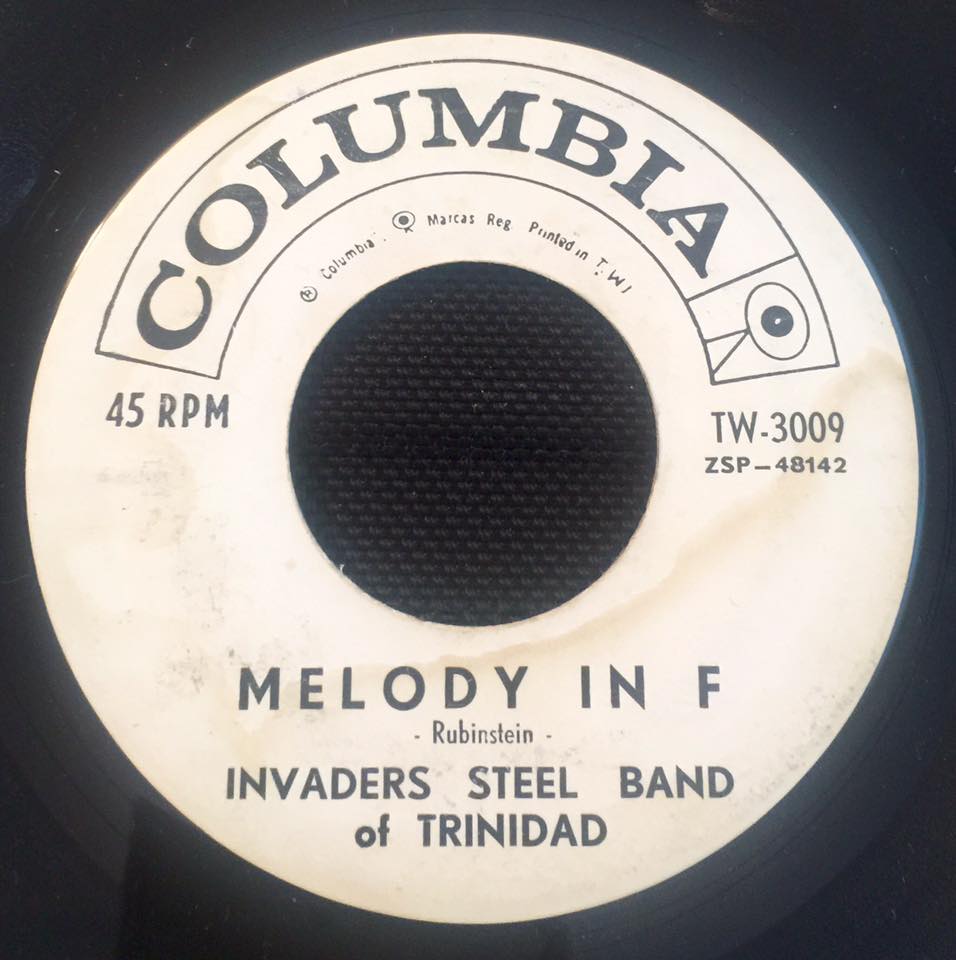 COLUMBIA
® Columbia. Marcas Reg. Printed in T. W I
45 RPM
TW-3009
ZSP-48142
MELODY IN F
- Rubinstein -
INVADERS STEEL BAND
of TRINIDAD